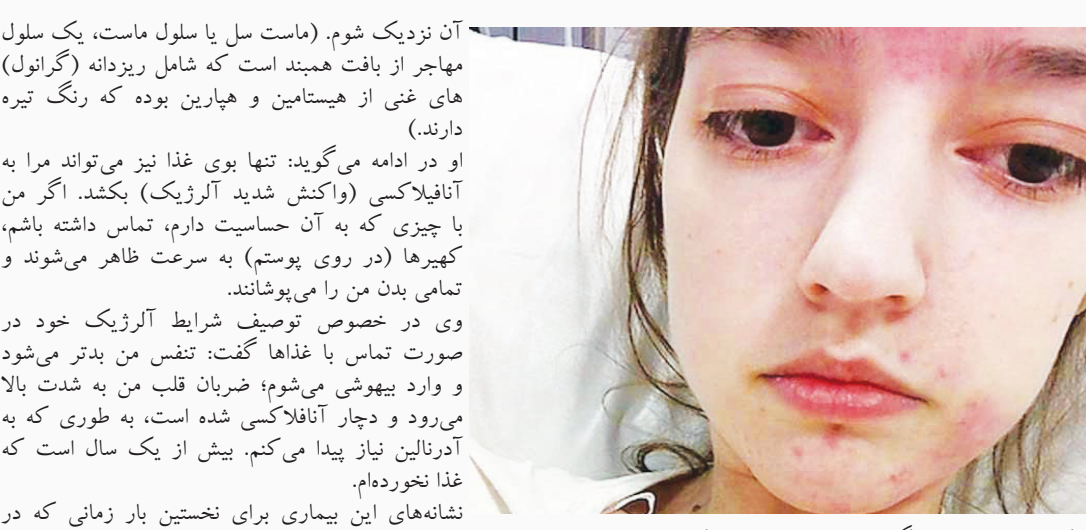 آن نزدیک شوم. (ماست سل یا سلول ماست، یک سلول
مهاجر از بافت همبند است که شامل ریزدانه (گرانول)
های غنی از هیستامین و هپارین بوده که رنگ تیره
دارند.)
او در ادامه می‌گوید: تنها بوی غذا نیز می‌تواند مرا به
آنافیلاکسی (واکنش شدید آلرژیک) بکشد. اگر من
با چیزی که به آن حساسیت دارم، تماس داشته باشم،
کهیرها (در روی پوستم) به سرعت ظاهر می‌شوند و
تمامی بدن من را می‌پوشانند.
وی در خصوص توصیف شرایط آلرژیک خود در
صورت تماس با غذاها گفت: تنفس من بدتر می‌شود
و وارد بیهوشی می‌شوم؛ ضربان قلب من به شدت بالا
می‌رود و دچار آنافلاکسی شده است، به طوری که به
آدرنالین نیاز پیدا می‌کنم. بیش از یک سال است که
غذا نخورده‌ام.
نشانه‌های این بیماری برای نخستین بار زمانی که در